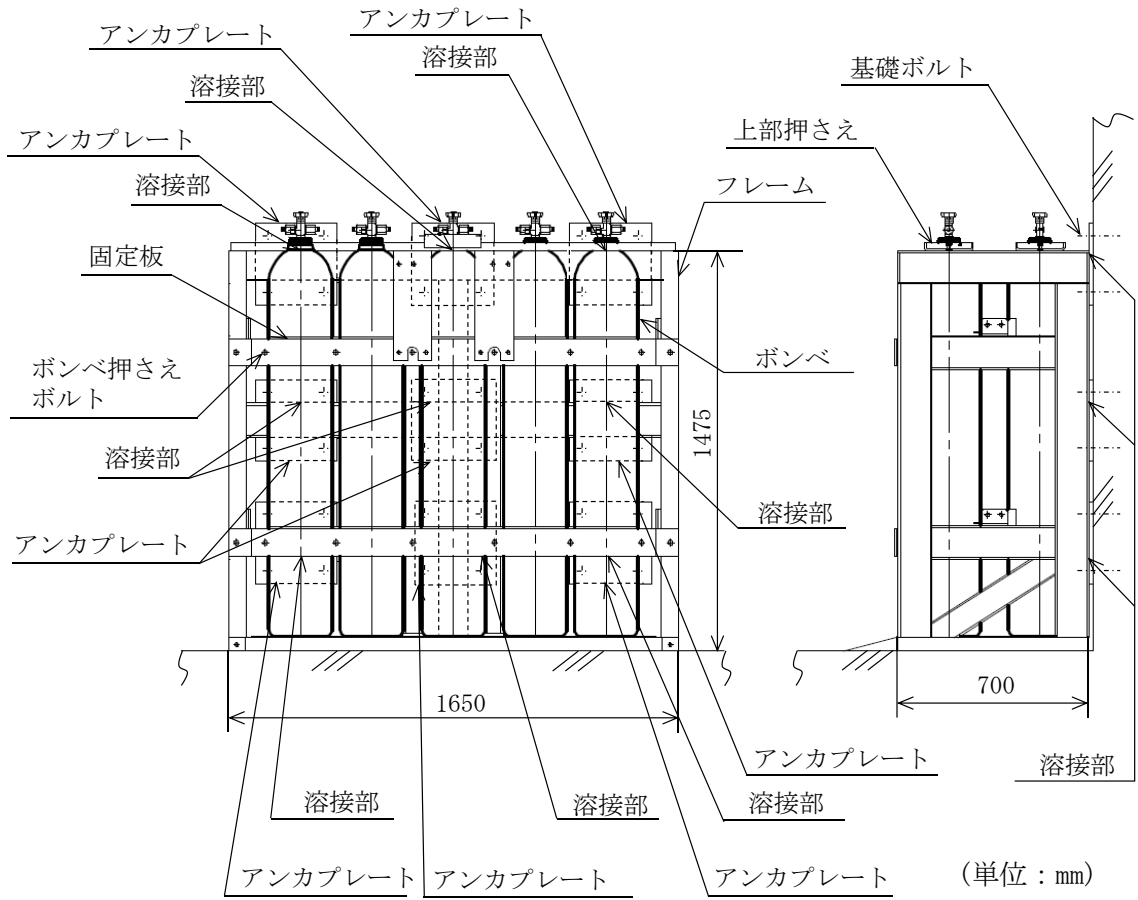 アンカプレート
アンカプレート
溶接部
溶接部
基礎ボルト
アンカプレート
上部押さえ
溶接部
フレーム
固定板
ボンベ押さえ
ボルト
ボンベ
1475
溶接部
溶接部
アンカプレート
1650
700
アンカプレート
溶接部
溶接部
溶接部
溶接部
アンカプレート
アンカプレート
アンカプレート
(単位：mm)